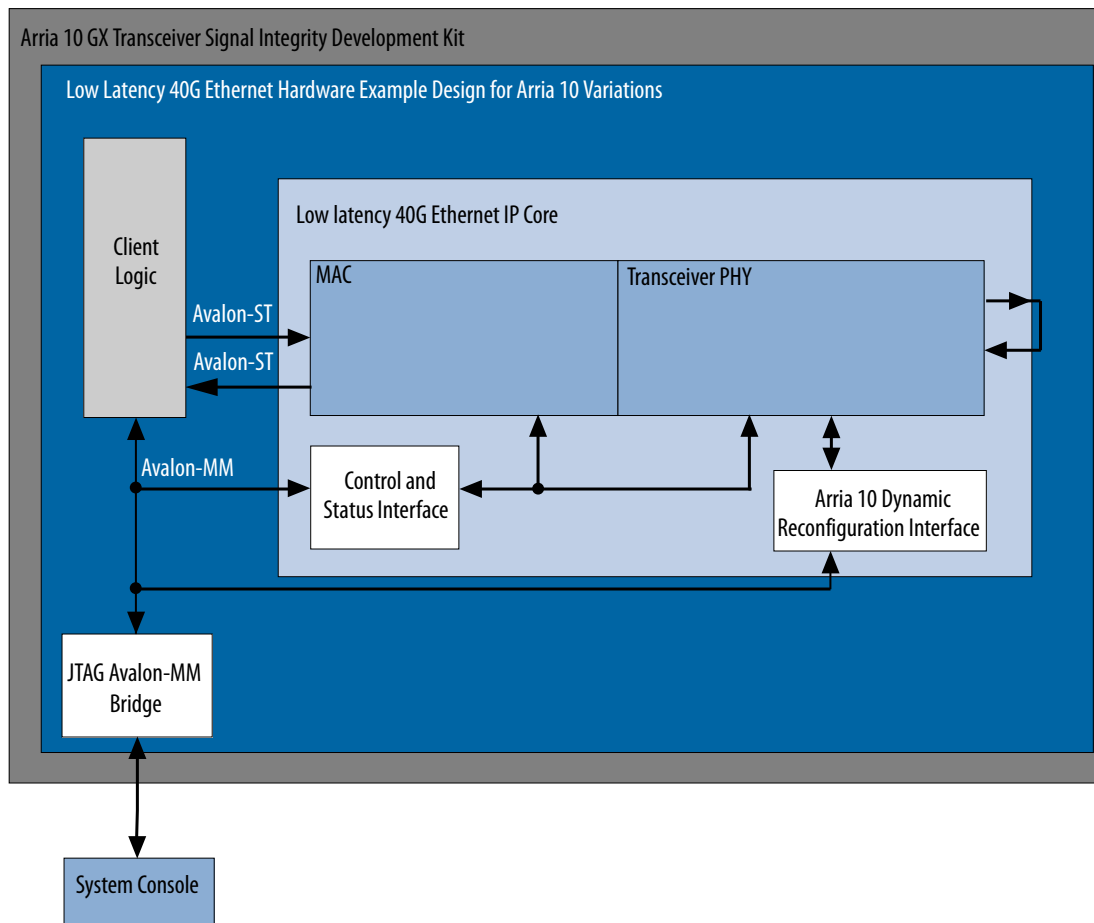 Arria 10 GX Transceiver Signal Integrity Development Kit
Low Latency 40G Ethernet Hardware Example Design for Arria 10 Variations
Client
Logic
Low latency 40G Ethernet IP Core
MAC
Transceiver PHY
Avalon-ST
Avalon-ST
Avalon-MM
Control and
Status Interface
Arria 10 Dynamic
Reconfiguration Interface
JTAG Avalon-MM
Bridge
System Console